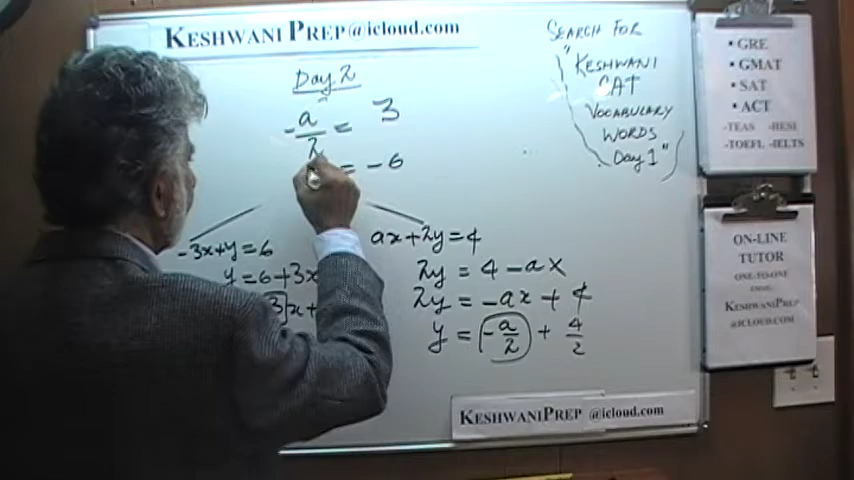 KESHWANI PREP@iCLOUD.COM
SEARCH FOR
"KESHWANI
CAT
VOCABULARY
WORDS
Day 1"
Day 2
-a/2 = 3
= -6
-3x+y=6
y = 6+3x
3x+
ax+2y=4
2y = 4-ax
2y = -ax+4
y = -a/2 + 4/2
• GRE
• GMAT
• SAT
• ACT
-TEAS -HESI
-TOEFL -IELTS
ON-LINE
TUTOR
ONE-TO-ONE
EMAIL:
KESHWANIPREP
@iCLOUD.COM
KESHWANIPREP @iCLOUD.COM